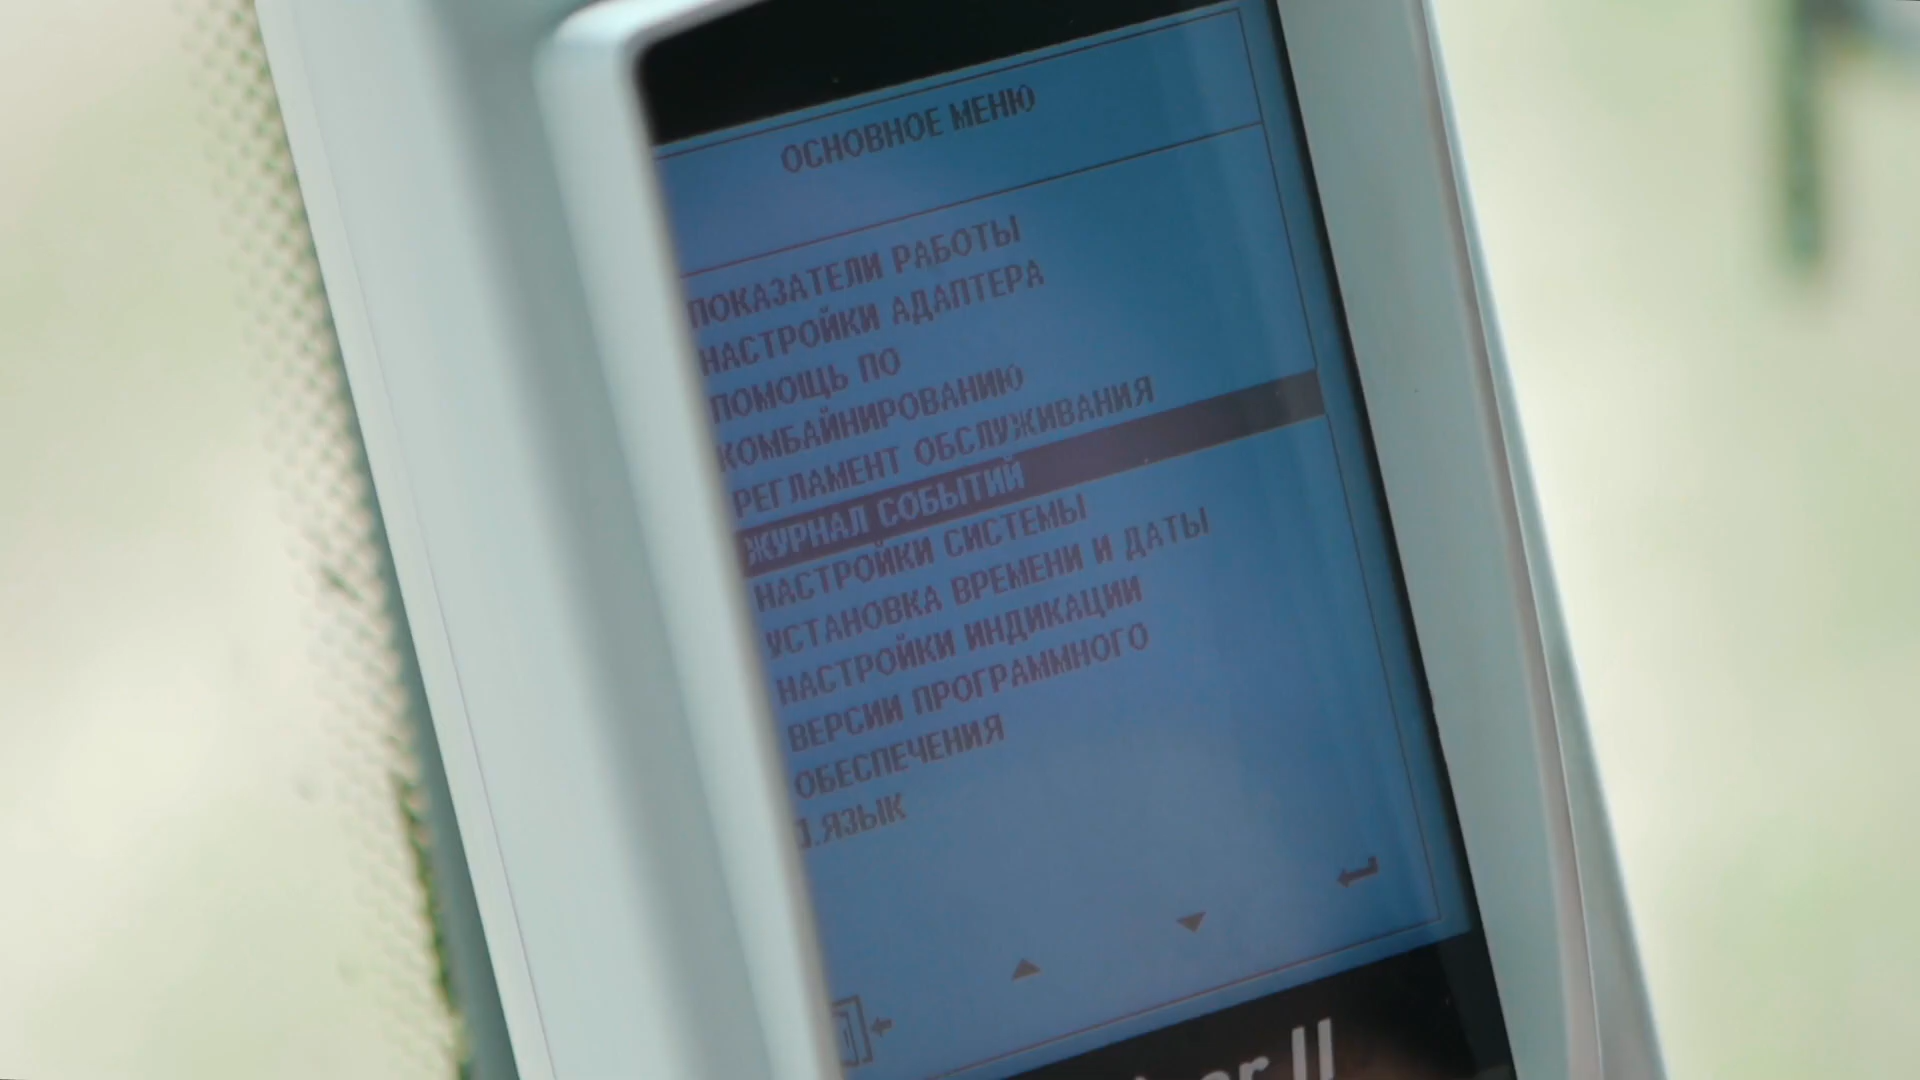 ОСНОВНОЕ МЕНЮ
ПОКАЗАТЕЛИ РАБОТЫ
НАСТРОЙКИ АДАПТЕРА
ПОМОЩЬ ПО
КОМБАЙНИРОВАНИЮ
РЕГЛАМЕНТ ОБСЛУЖИВАНИЯ
ЖУРНАЛ СОБЫТИЙ
НАСТРОЙКИ СИСТЕМЫ
УСТАНОВКА ВРЕМЕНИ И ДАТЫ
НАСТРОЙКИ ИНДИКАЦИИ
ВЕРСИИ ПРОГРАММНОГО
ОБЕСПЕЧЕНИЯ
.ЯЗЫК
II